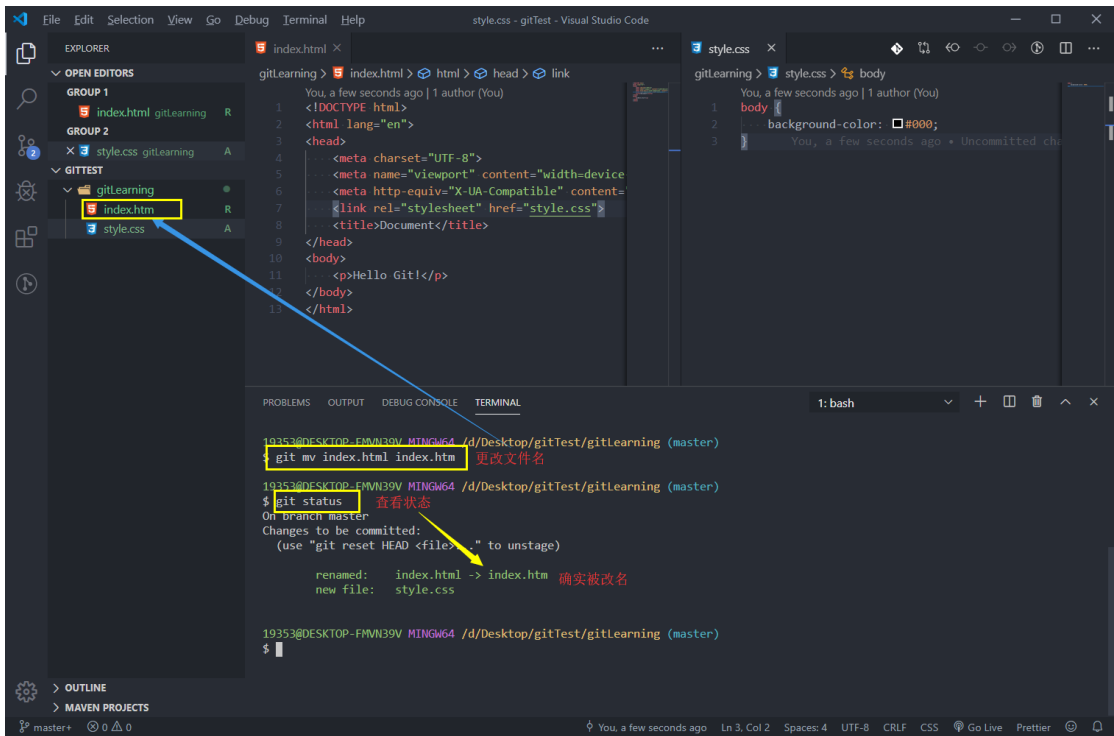 File Edit Selection View Go Debug Terminal Help style.css - gitTest - Visual Studio Code
EXPLORER
OPEN EDITORS
GROUP 1
index.html gitLearning R
GROUP 2
style.css gitLearning A
GITTEST
gitLearning
index.htm R
style.css A
OUTLINE
MAVEN PROJECTS
index.html
gitLearning > index.html > html > head > link
You, a few seconds ago | 1 author (You)
1 <!DOCTYPE html>
2 <html lang="en">
3 <head>
4 <meta charset="UTF-8">
5 <meta name="viewport" content="width=device
6 <meta http-equiv="X-UA-Compatible" content="
7 <link rel="stylesheet" href="style.css">
8 <title>Document</title>
9 </head>
10 <body>
11 <p>Hello Git!</p>
12 </body>
13 </html>
style.css
gitLearning > style.css > body
You, a few seconds ago | 1 author (You)
1 body {
2 background-color: #000;
3 } You, a few seconds ago • Uncommitted cha
PROBLEMS OUTPUT DEBUG CONSOLE TERMINAL 1: bash
19353@DESKTOP-FMVN39V MINGW64 /d/Desktop/gitTest/gitLearning (master)
$ git mv index.html index.htm 更改文件名
19353@DESKTOP-FMVN39V MINGW64 /d/Desktop/gitTest/gitLearning (master)
$ git status 查看状态
On branch master
Changes to be committed:
(use "git reset HEAD <file>..." to unstage)
renamed: index.html -> index.htm 确实被改名
new file: style.css
19353@DESKTOP-FMVN39V MINGW64 /d/Desktop/gitTest/gitLearning (master)
$
2
master+ 0 0 You, a few seconds ago Ln 3, Col 2 Spaces: 4 UTF-8 CRLF CSS Go Live Prettier